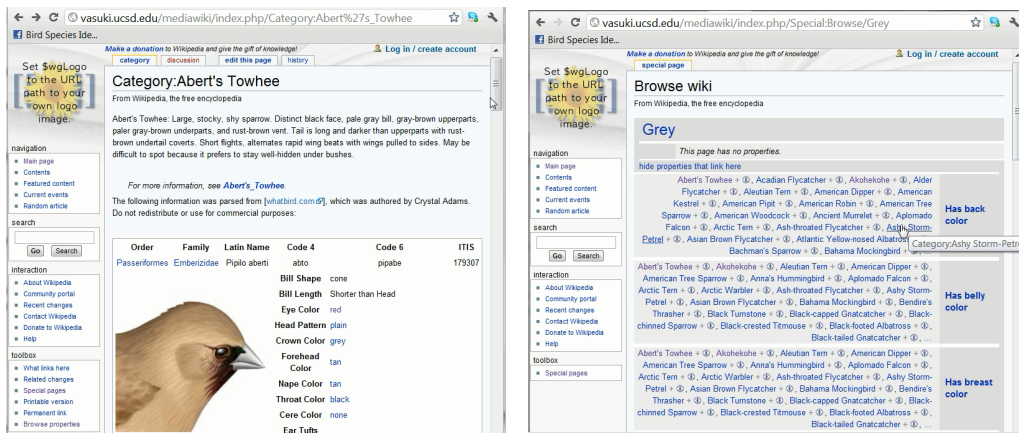 vasuki.ucsd.edu/mediawiki/index.php/Category:Abert%27s_Towhee
Bird Species Ide...
Make a donation to Wikipedia and give the gift of knowledge!
Log in / create account
category discussion edit this page history
Set $wgLogo
to the URL
path to your
own logo
image.
Category:Abert's Towhee
From Wikipedia, the free encyclopedia
Abert's Towhee: Large, stocky, shy sparrow. Distinct black face, pale gray bill, gray-brown upperparts,
paler gray-brown underparts, and rust-brown vent. Tail is long and darker than upperparts with rust-
brown undertail coverts. Short flights, alternates rapid wing beats with wings pulled to sides. May be
difficult to spot because it prefers to stay well-hidden under bushes.
For more information, see Abert's_Towhee.
The following information was parsed from [whatbird.com], which was authored by Crystal Adams.
Do not redistribute or use for commercial purposes:
navigation
Main page
Contents
Featured content
Current events
Random article
search
Go Search
interaction
About Wikipedia
Community portal
Recent changes
Contact Wikipedia
Donate to Wikipedia
Help
toolbox
What links here
Related changes
Special pages
Printable version
Permanent link
Browse properties
Order Family Latin Name Code 4 Code 6 ITIS
Passeriformes Emberizidae Pipilo aberti abto pipabe 179307
Bill Shape cone
Bill Length Shorter than Head
Eye Color red
Head Pattern plain
Crown Color grey
Forehead
Color tan
Nape Color tan
Throat Color black
Cere Color none
Ear Tufts
vasuki.ucsd.edu/mediawiki/index.php/Special:Browse/Grey
Bird Species Ide...
Make a donation to Wikipedia and give the gift of knowledge!
Log in / create account
special page
Set $wgLogo
to the URL
path to your
own logo
image.
Browse wiki
From Wikipedia, the free encyclopedia
navigation
Main page
Contents
Featured content
Current events
Random article
search
Go Search
interaction
About Wikipedia
Community portal
Recent changes
Contact Wikipedia
Donate to Wikipedia
Help
toolbox
Special pages
Grey
This page has no properties.
hide properties that link here
Abert's Towhee + , Acadian Flycatcher + , Akohekohe + , Alder
Flycatcher + , Aleutian Tern + , American Dipper + , American
Kestrel + , American Pipit + , American Robin + , American Tree
Sparrow + , American Woodcock + , Ancient Murrelet + , Aplomado
Falcon + , Arctic Tern + , Ash-throated Flycatcher + , Ashy Storm-
Petrel + , Asian Brown Flycatcher + , Atlantic Yellow-nosed
Bachman's Sparrow + , Bahama Mockingbird +
Has back
color
Category:Ashy Storm-Petre
Abert's Towhee + , Akohekohe + , Aleutian Tern + , American Dipper + ,
American Tree Sparrow + , Anna's Hummingbird + , Aplomado Falcon + ,
Arctic Tern + , Arctic Warbler + , Ash-throated Flycatcher + , Ashy Storm-
Petrel + , Asian Brown Flycatcher + , Bahama Mockingbird + , Bendire's
Thrasher + , Black Turnstone + , Black-capped Gnatcatcher + , Black-
chinned Sparrow + , Black-crested Titmouse + , Black-footed Albatross + ,
Black-tailed Gnatcatcher + , ...
Has belly
color
Abert's Towhee + , Akohekohe + , Aleutian Tern + , American Dipper + ,
American Tree Sparrow + , Anna's Hummingbird + , Aplomado Falcon + ,
Arctic Tern + , Arctic Warbler + , Ash-throated Flycatcher + , Ashy Storm-
Petrel + , Asian Brown Flycatcher + , Bahama Mockingbird + , Bendire's
Thrasher + , Black Turnstone + , Black-capped Gnatcatcher + , Black-
chinned Sparrow + , Black-crested Titmouse + , Black-footed Albatross + ,
Black-tailed Gnatcatcher + , ...
Has breast
color